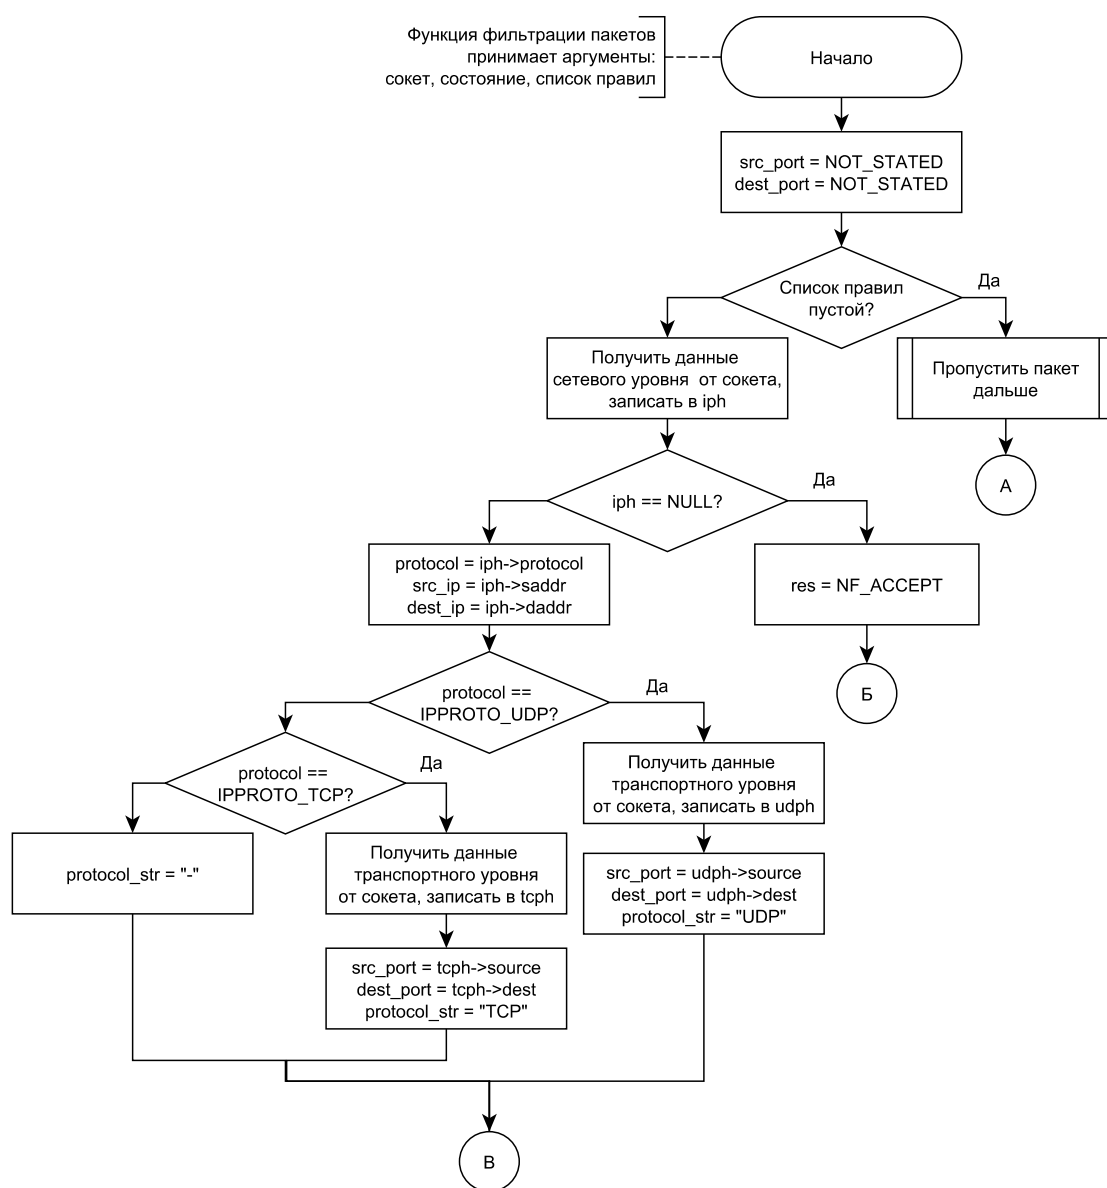 Функция фильтрации пакетов
принимает аргументы:
сокет, состояние, список правил
Начало
src_port = NOT_STATED
dest_port = NOT_STATED
Список правил
пустой?
Да
Получить данные
сетевого уровня от сокета,
записать в iph
Пропустить пакет
дальше
А
iph == NULL?
Да
protocol = iph->protocol
src_ip = iph->saddr
dest_ip = iph->daddr
res = NF_ACCEPT
Б
protocol ==
IPPROTO_UDP?
Да
protocol ==
IPPROTO_TCP?
Да
Получить данные
транспортного уровня
от сокета, записать в udph
protocol_str = "-"
Получить данные
транспортного уровня
от сокета, записать в tcph
src_port = udph->source
dest_port = udph->dest
protocol_str = "UDP"
src_port = tcph->source
dest_port = tcph->dest
protocol_str = "TCP"
В